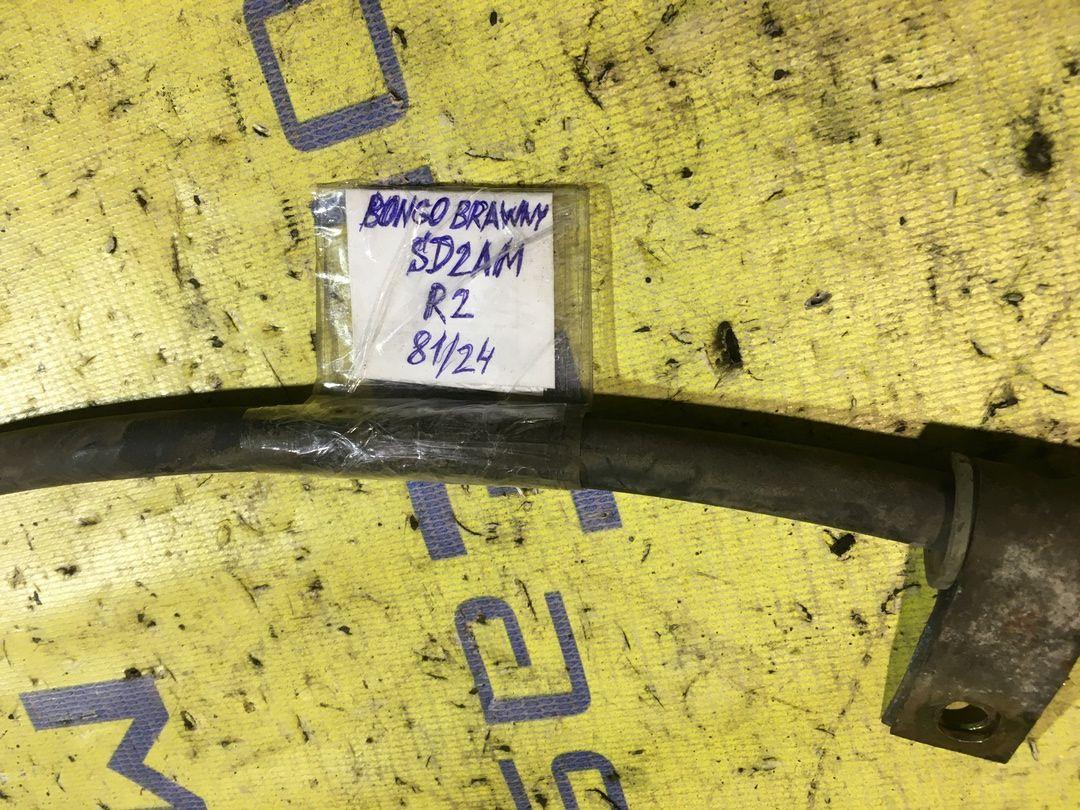 BONGO BRAWNY
SD2AM
R2
81/24